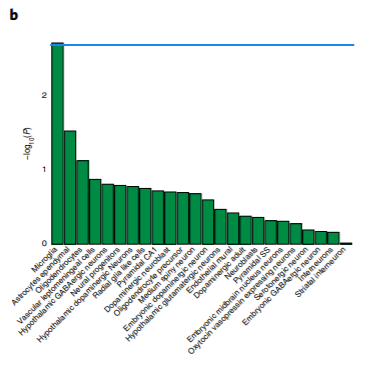 b
−log10(P)
2
1
0
Microglia
Astrocytes ependymal
Oligodendrocytes
Vascular leptomeningeal cells
Hypothalamic GABAergic neurons
Neural progenitors
Hypothalamic dopaminergic Neurons
Radial glia like cells
Pyramidal CA1
Dopaminergic neuroblast
Oligodendrocyte precursor
Medium spiny neuron
Embryonic dopaminergic neuron
Hypothalamic glutamatergic neurons
Endothelial mural
Dopaminergic adult
Neuroblasts
Pyramidal SS
Embryonic midbrain nucleus neurons
Oxytocin vasopressin expressing neurons
Serotonergic neuron
Embryonic GABAergic neuron
Interneurons
Striatal interneuron